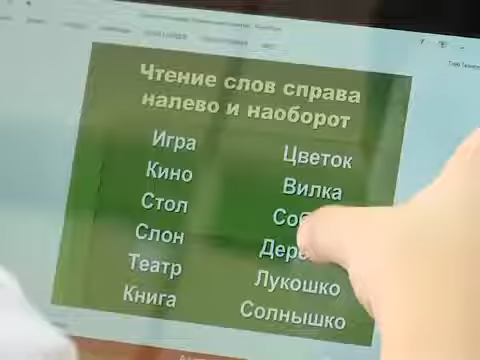 Чтение слов справа
налево и наоборот
Игра
Кино
Стол
Слон
Театр
Книга
Цветок
Вилка
Лукошко
Солнышко